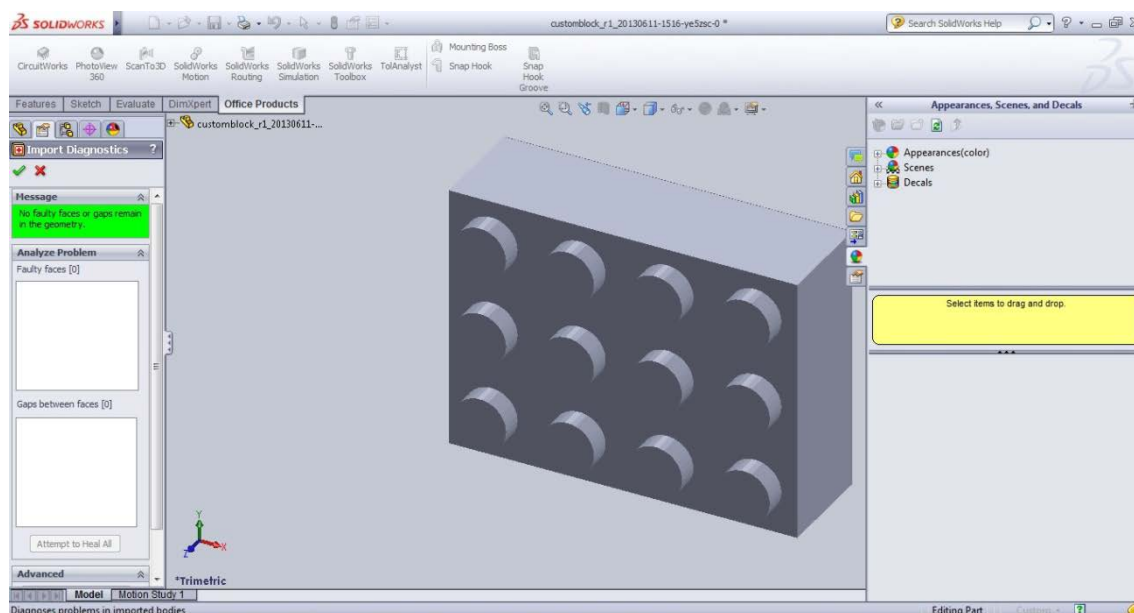 SOLIDWORKS
customblock_r1_20130611-1516-ye5zsc-0 *
Search SolidWorks Help
CircuitWorks
PhotoView
360
ScanTo3D
SolidWorks
Motion
SolidWorks
Routing
SolidWorks
Simulation
SolidWorks
Toolbox
TolAnalyst
Mounting Boss
Snap Hook
Snap
Hook
Groove
Features
Sketch
Evaluate
DimXpert
Office Products
Appearances, Scenes, and Decals
customblock_r1_20130611-...
Import Diagnostics ?
Message
No faulty faces or gaps remain
in the geometry.
Analyze Problem
Faulty faces [0]
Gaps between faces [0]
Attempt to Heal All
Advanced
Appearances(color)
Scenes
Decals
Select items to drag and drop.
Y
X
Z
*Trimetric
Model
Motion Study 1
Diagnoses problems in imported bodies
Editing Part
Custom